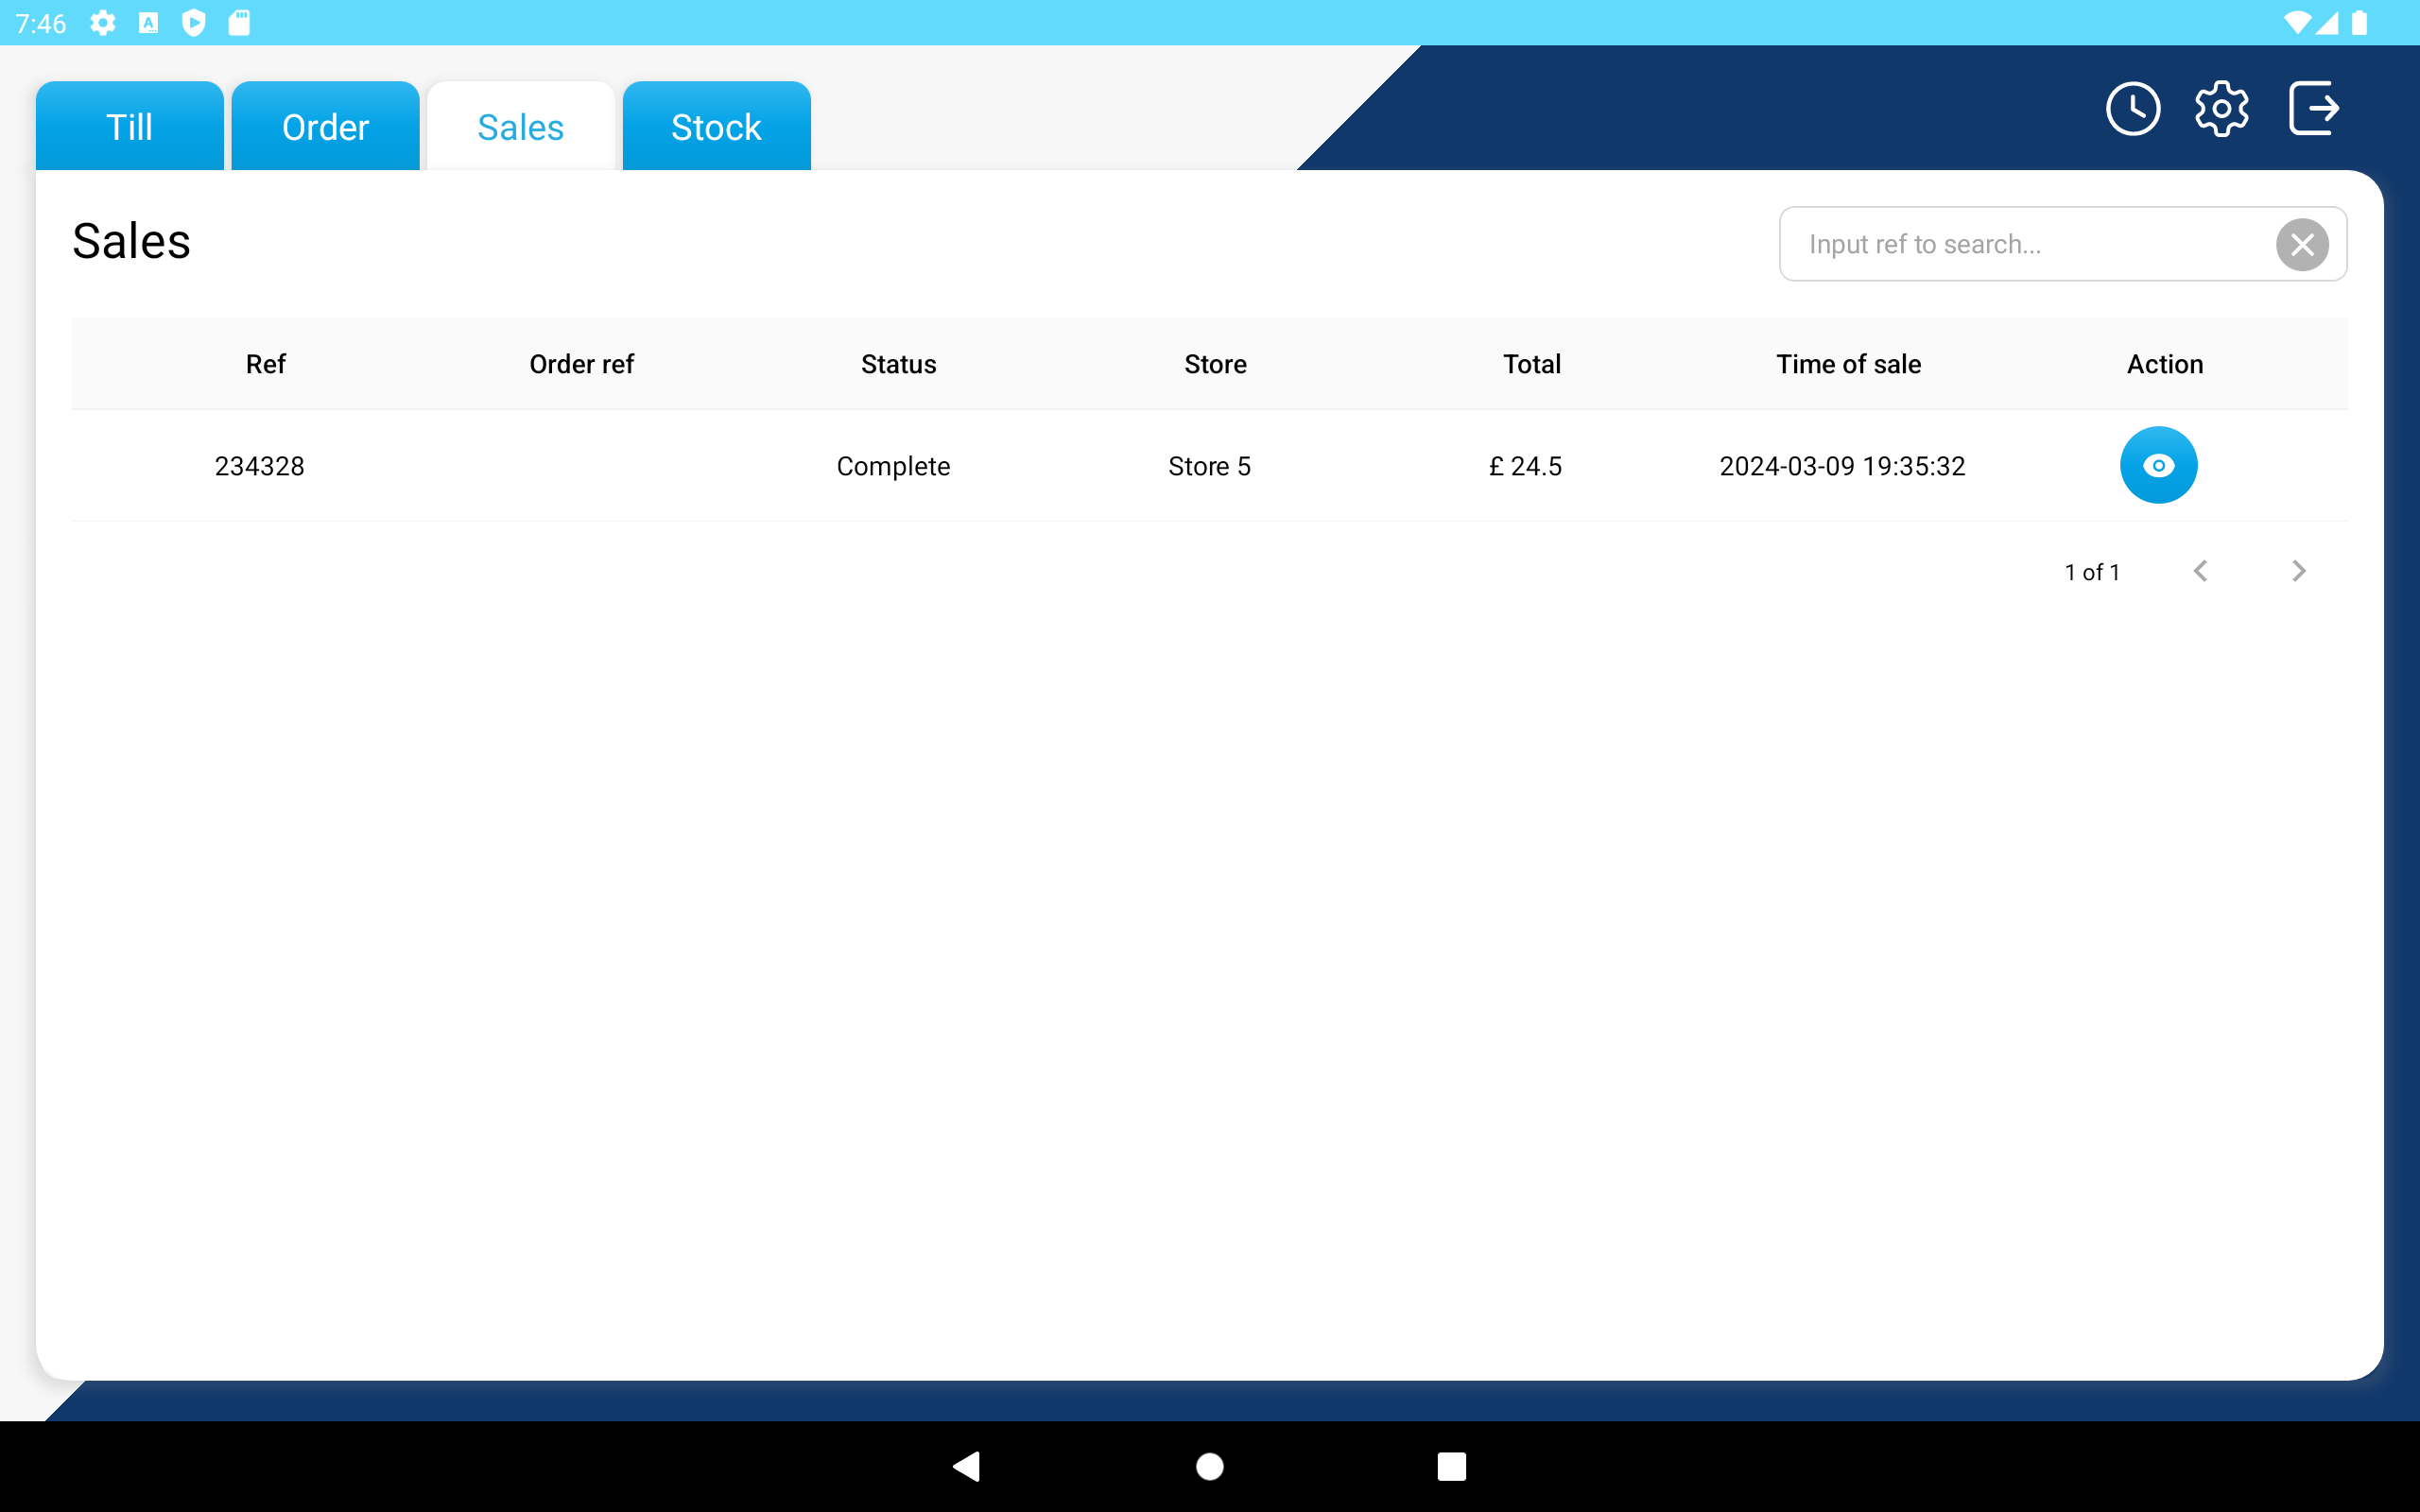 7:46
Till Order Sales Stock
Sales
Input ref to search...
Ref Order ref Status Store Total Time of sale Action
234328 Complete Store 5 £ 24.5 2024-03-09 19:35:32
1 of 1